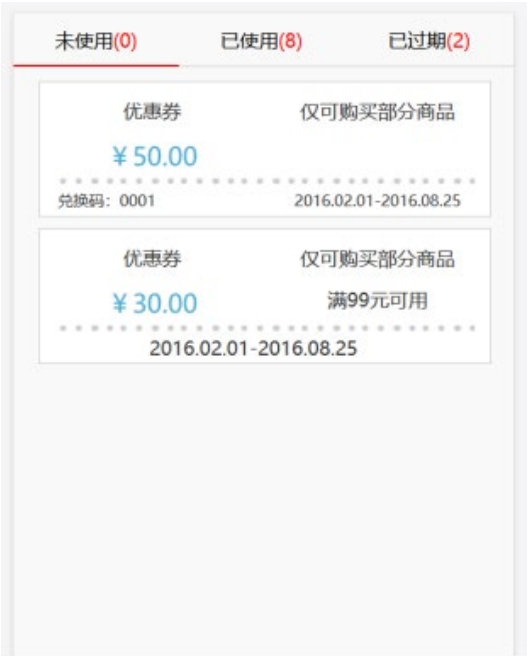 未使用(0) 已使用(8) 已过期(2)
优惠券 仅可购买部分商品
￥50.00
兑换码：0001 2016.02.01-2016.08.25
优惠券 仅可购买部分商品
￥30.00 满99元可用
2016.02.01-2016.08.25